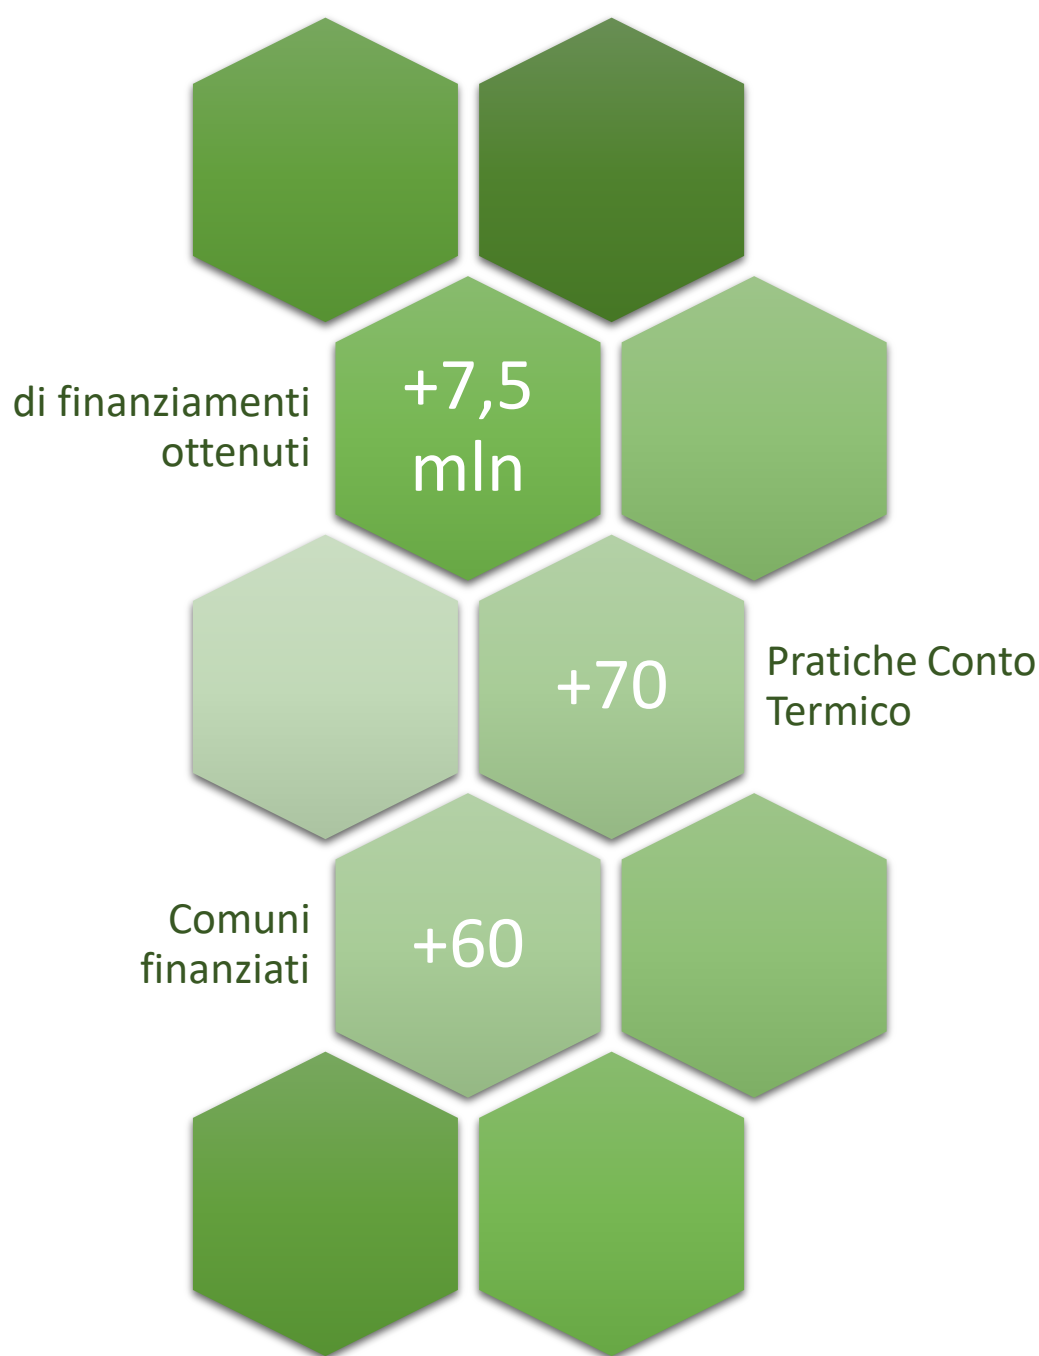 +7,5
mln
di finanziamenti
ottenuti
+70
Pratiche Conto
Termico
Comuni
finanziati
+60